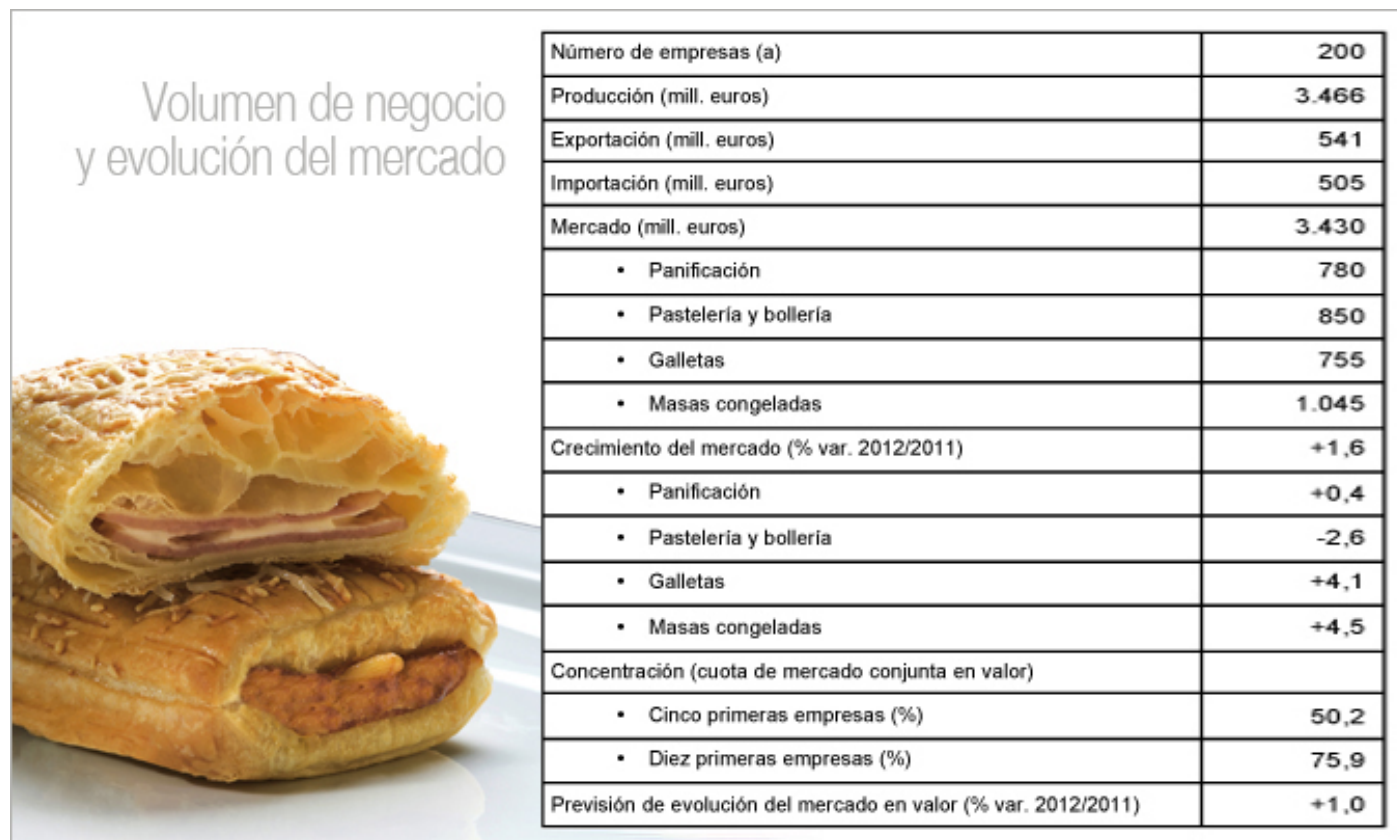 Volumen de negocio
y evolución del mercado
Número de empresas (a) 200
Producción (mill. euros) 3.466
Exportación (mill. euros) 541
Importación (mill. euros) 505
Mercado (mill. euros) 3.430
• Panificación 780
• Pastelería y bollería 850
• Galletas 755
• Masas congeladas 1.045
Crecimiento del mercado (% var. 2012/2011) +1,6
• Panificación +0,4
• Pastelería y bollería -2,6
• Galletas +4,1
• Masas congeladas +4,5
Concentración (cuota de mercado conjunta en valor)
• Cinco primeras empresas (%) 50,2
• Diez primeras empresas (%) 75,9
Previsión de evolución del mercado en valor (% var. 2012/2011) +1,0